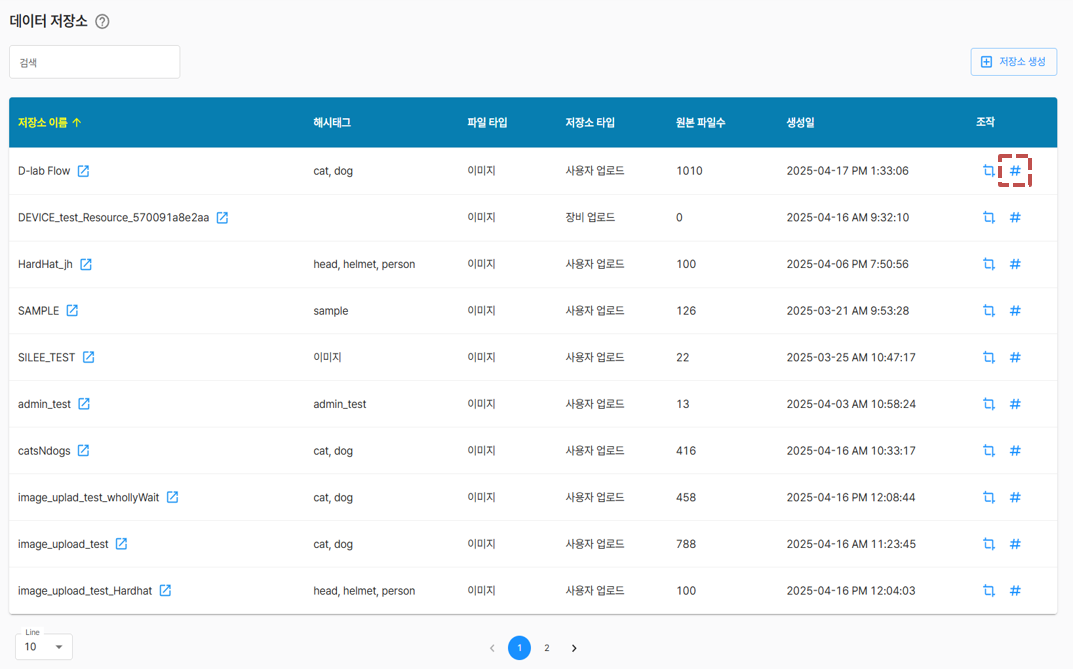 데이터 저장소 ?
검색
저장소 생성
저장소 이름 해시태그 파일 타입 저장소 타입 원본 파일수 생성일 조작
D-lab Flow cat, dog 이미지 사용자 업로드 1010 2025-04-17 PM 1:33:06 #
DEVICE_test_Resource_570091a8e2aa 이미지 장비 업로드 0 2025-04-16 AM 9:32:10 #
HardHat_jh head, helmet, person 이미지 사용자 업로드 100 2025-04-06 PM 7:50:56 #
SAMPLE sample 이미지 사용자 업로드 126 2025-03-21 AM 9:53:28 #
SILEE_TEST 이미지 이미지 사용자 업로드 22 2025-03-25 AM 10:47:17 #
admin_test admin_test 이미지 사용자 업로드 13 2025-04-03 AM 10:58:24 #
catsNdogs cat, dog 이미지 사용자 업로드 416 2025-04-16 AM 10:33:17 #
image_uplad_test_whollyWait cat, dog 이미지 사용자 업로드 458 2025-04-16 PM 12:08:44 #
image_upload_test cat, dog 이미지 사용자 업로드 788 2025-04-16 AM 11:23:45 #
image_upload_test_Hardhat head, helmet, person 이미지 사용자 업로드 100 2025-04-16 PM 12:04:03 #
Line
10 1 2